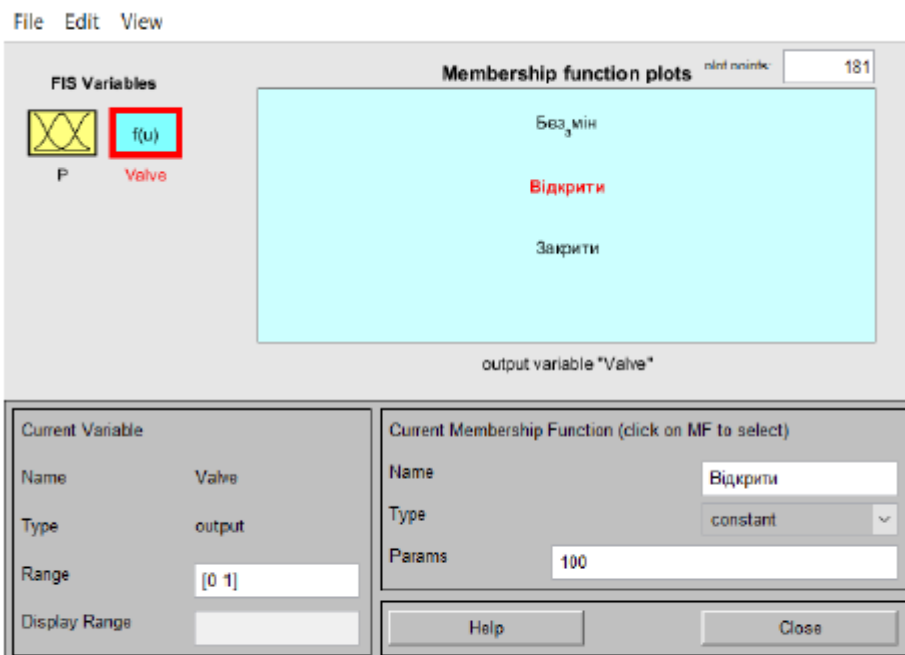 File Edit View
FIS Variables
Membership function plots
plot points:
181
f(u)
P
Valve
Без_змін
Відкрити
Закрити
output variable "Valve"
Current Variable
Name Valve
Type output
Range [0 1]
Display Range
Current Membership Function (click on MF to select)
Name Відкрити
Type constant
Params 100
Help
Close